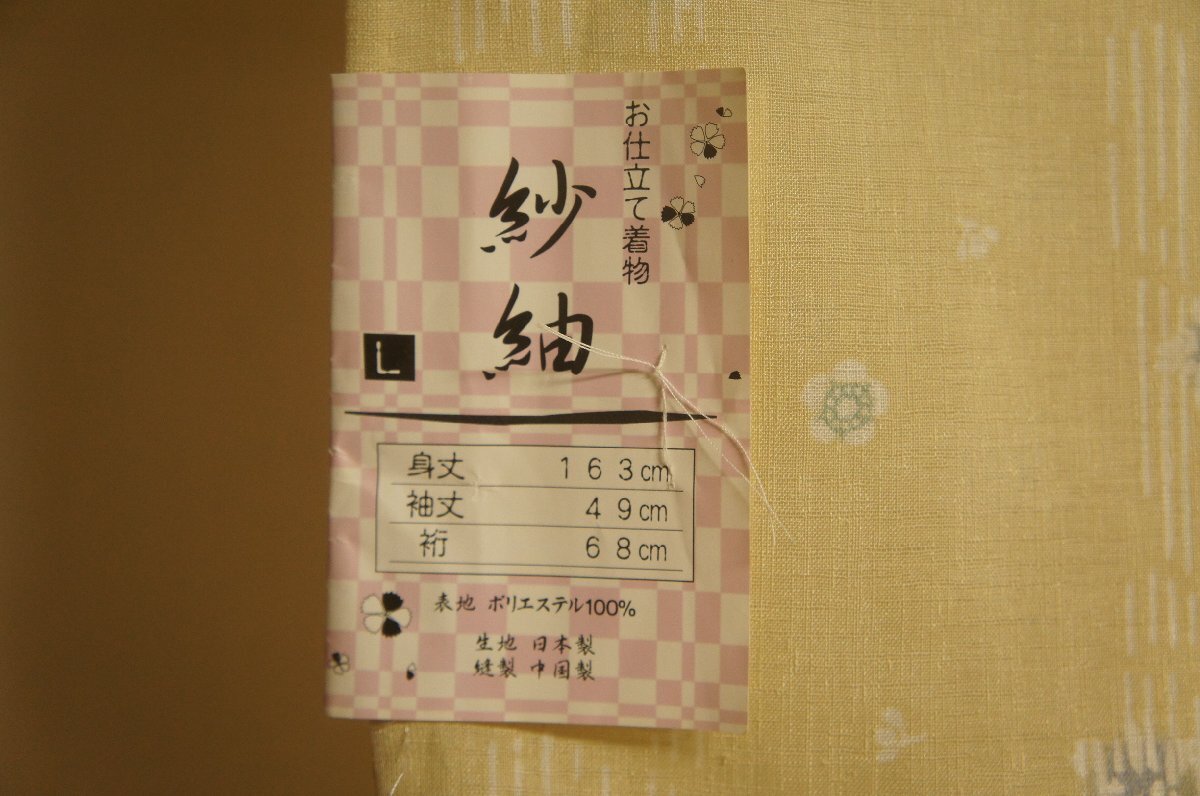 お仕立て着物
紗紬
L
身丈 163cm
袖丈 49cm
裄 68cm
表地 ポリエステル100%
生地 日本製
縫製 中国製